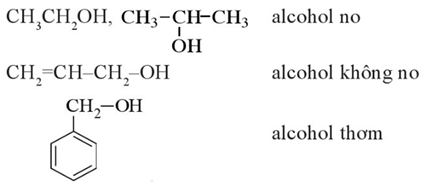 CH₃CH₂OH, CH₃–CH–CH₃ alcohol no
OH
CH₂=CH–CH₂–OH alcohol không no
CH₂–OH
alcohol thơm